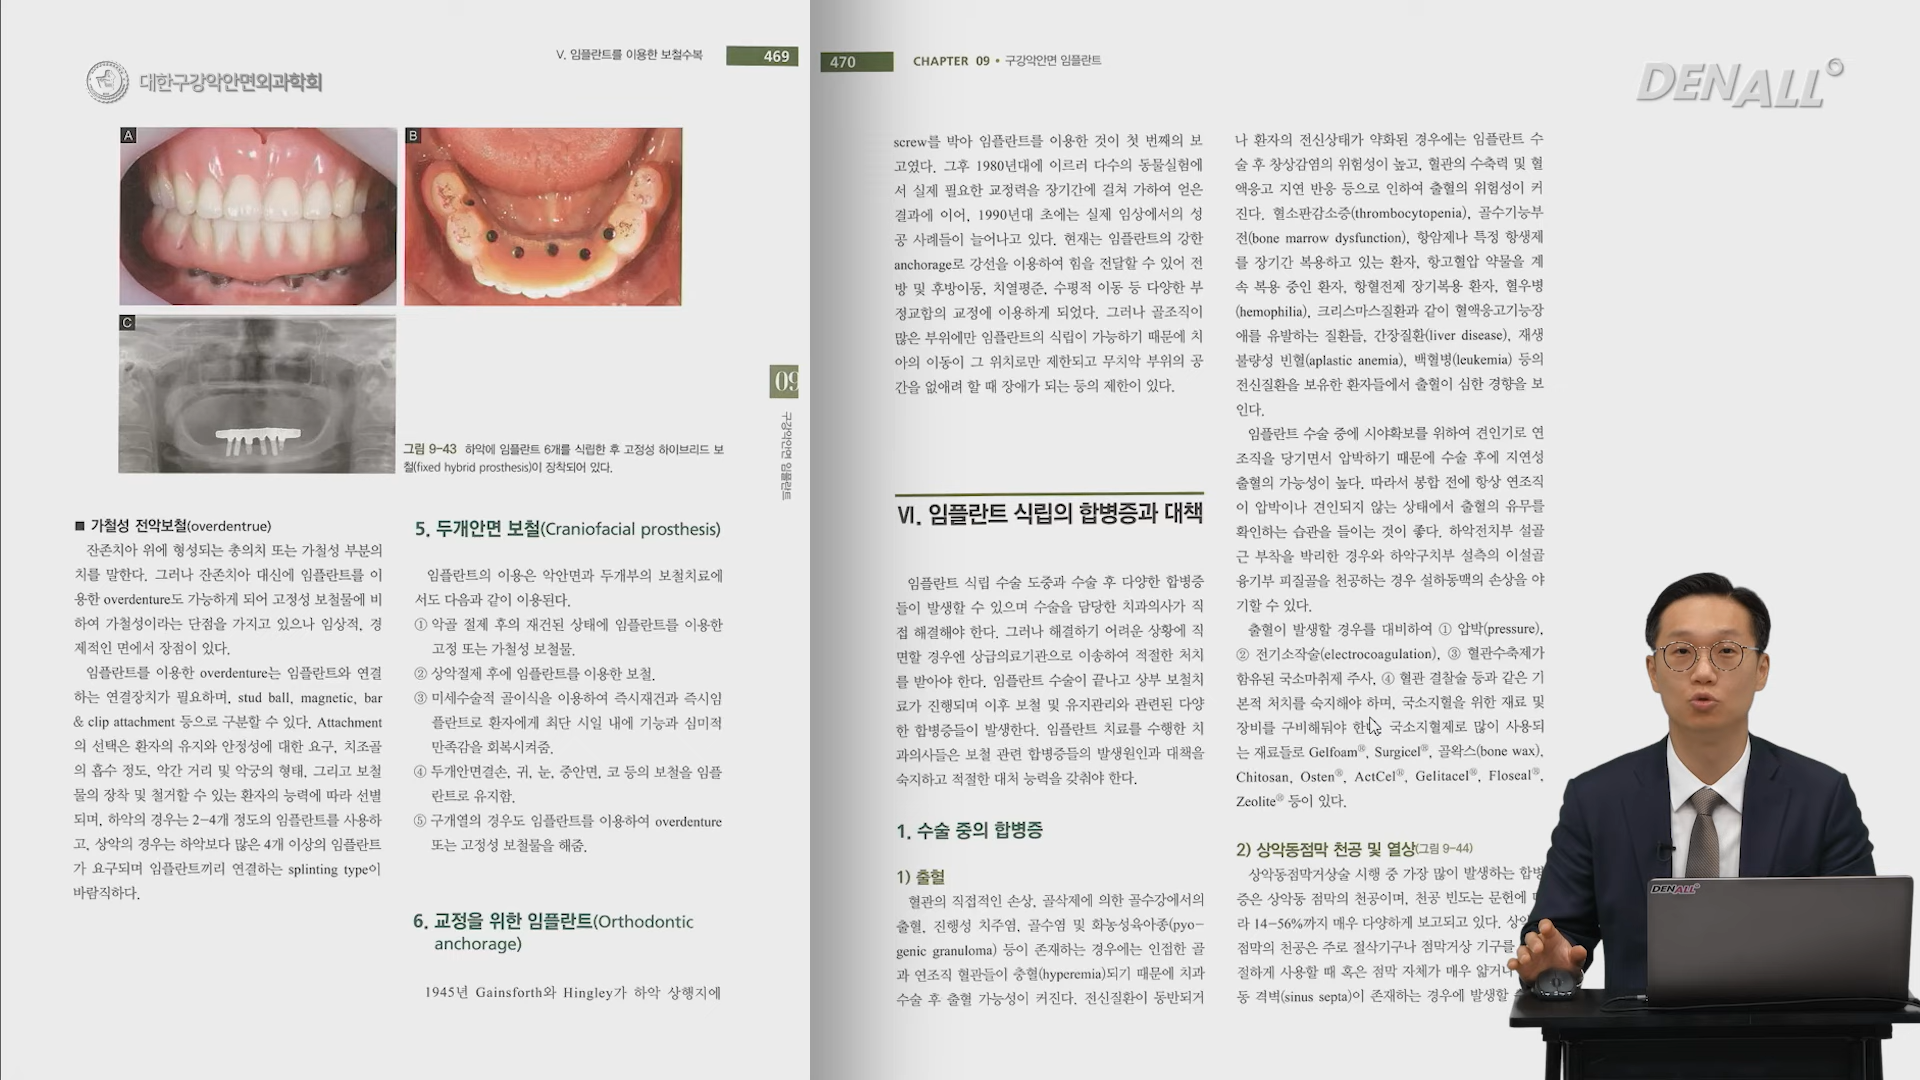 V. 임플란트를 이용한 보철수복
469
대한구강악안면외과학회
A
B
C
그림 9-43 하악에 임플란트 6개를 식립한 후 고정성 하이브리드 보
철(fixed hybrid prosthesis)이 장착되어 있다.
09
구강악안면 임플란트
■ 가철성 전악보철(overdentrue)
잔존치아 위에 형성되는 총의치 또는 가철성 부분의
치를 말한다. 그러나 잔존치아 대신에 임플란트를 이
용한 overdenture도 가능하게 되어 고정성 보철물에 비
하여 가철성이라는 단점을 가지고 있으나 임상적, 경
제적인 면에서 장점이 있다.
임플란트를 이용한 overdenture는 임플란트와 연결
하는 연결장치가 필요하며, stud ball, magnetic, bar
& clip attachment 등으로 구분할 수 있다. Attachment
의 선택은 환자의 유지와 안정성에 대한 요구, 치조골
의 흡수 정도, 악간 거리 및 악궁의 형태, 그리고 보철
물의 장착 및 철거할 수 있는 환자의 능력에 따라 선별
되며, 하악의 경우는 2-4개 정도의 임플란트를 사용하
고, 상악의 경우는 하악보다 많은 4개 이상의 임플란트
가 요구되며 임플란트끼리 연결하는 splinting type이
바람직하다.
5. 두개안면 보철(Craniofacial prosthesis)
임플란트의 이용은 악안면과 두개부의 보철치료에
서도 다음과 같이 이용된다.
① 악골 절제 후의 재건된 상태에 임플란트를 이용한
고정 또는 가철성 보철물.
② 상악절제 후에 임플란트를 이용한 보철.
③ 미세수술적 골이식을 이용하여 즉시재건과 즉시임
플란트로 환자에게 최단 시일 내에 기능과 심미적
만족감을 회복시켜줌.
④ 두개안면결손, 귀, 눈, 중안면, 코 등의 보철을 임플
란트로 유지함.
⑤ 구개열의 경우도 임플란트를 이용하여 overdenture
또는 고정성 보철물을 해줌.
6. 교정을 위한 임플란트(Orthodontic
anchorage)
1945년 Gainsforth와 Hingley가 하악 상행지에
470
CHAPTER 09 • 구강악안면 임플란트
screw를 박아 임플란트를 이용한 것이 첫 번째의 보
고였다. 그후 1980년대에 이르러 다수의 동물실험에
서 실제 필요한 교정력을 장기간에 걸쳐 가하여 얻은
결과에 이어, 1990년대 초에는 실제 임상에서의 성
공 사례들이 늘어나고 있다. 현재는 임플란트의 강한
anchorage로 강선을 이용하여 힘을 전달할 수 있어 전
방 및 후방이동, 치열평준, 수평적 이동 등 다양한 부
정교합의 교정에 이용하게 되었다. 그러나 골조직이
많은 부위에만 임플란트의 식립이 가능하기 때문에 치
아의 이동이 그 위치로만 제한되고 무치악 부위의 공
간을 없애려 할 때 장애가 되는 등의 제한이 있다.
VI. 임플란트 식립의 합병증과 대책
임플란트 식립 수술 도중과 수술 후 다양한 합병증
들이 발생할 수 있으며 수술을 담당한 치과의사가 직
접 해결해야 한다. 그러나 해결하기 어려운 상황에 직
면할 경우엔 상급의료기관으로 이송하여 적절한 처치
를 받아야 한다. 임플란트 수술이 끝나고 상부 보철치
료가 진행되며 이후 보철 및 유지관리와 관련된 다양
한 합병증들이 발생한다. 임플란트 치료를 수행한 치
과의사들은 보철 관련 합병증들의 발생원인과 대책을
숙지하고 적절한 대처 능력을 갖춰야 한다.
1. 수술 중의 합병증
1) 출혈
혈관의 직접적인 손상, 골삭제에 의한 골수강에서의
출혈, 진행성 치주염, 골수염 및 화농성육아종(pyo-
genic granuloma) 등이 존재하는 경우에는 인접한 골
과 연조직 혈관들이 충혈(hyperemia)되기 때문에 치과
수술 후 출혈 가능성이 커진다. 전신질환이 동반되거
나 환자의 전신상태가 약화된 경우에는 임플란트 수
술 후 창상감염의 위험성이 높고, 혈관의 수축력 및 혈
액응고 지연 반응 등으로 인하여 출혈의 위험성이 커
진다. 혈소판감소증(thrombocytopenia), 골수기능부
전(bone marrow dysfunction), 항암제나 특정 항생제
를 장기간 복용하고 있는 환자, 항고혈압 약물을 계
속 복용 중인 환자, 항혈전제 장기복용 환자, 혈우병
(hemophilia), 크리스마스질환과 같이 혈액응고기능장
애를 유발하는 질환들, 간장질환(liver disease), 재생
불량성 빈혈(aplastic anemia), 백혈병(leukemia) 등의
전신질환을 보유한 환자들에서 출혈이 심한 경향을 보
인다.
임플란트 수술 중에 시야확보를 위하여 견인기로 연
조직을 당기면서 압박하기 때문에 수술 후에 지연성
출혈의 가능성이 높다. 따라서 봉합 전에 항상 연조직
이 압박이나 견인되지 않는 상태에서 출혈의 유무를
확인하는 습관을 들이는 것이 좋다. 하악전치부 설골
근 부착을 박리한 경우와 하악구치부 설측의 이설골
융기부 피질골을 천공하는 경우 설하동맥의 손상을 야
기할 수 있다.
출혈이 발생할 경우를 대비하여 ① 압박(pressure),
② 전기소작술(electrocoagulation), ③ 혈관수축제가
함유된 국소마취제 주사, ④ 혈관 결찰술 등과 같은 기
본적 처치를 숙지해야 하며, 국소지혈을 위한 재료 및
장비를 구비해둬야 한다. 국소지혈제로 많이 사용되
는 재료들로 Gelfoam®, Surgicel®, 골왁스(bone wax),
Chitosan, Osten®, ActCel®, Gelitacel®, Floseal®,
Zeolite® 등이 있다.
2) 상악동점막 천공 및 열상(그림 9-44)
상악동점막거상술 시행 중 가장 많이 발생하는 합병
증은 상악동 점막의 천공이며, 천공 빈도는 문헌에
라 14-56%까지 매우 다양하게 보고되고 있다.
점막의 천공은 주로 절삭기구나 점막거상 기구를
절하게 사용할 때 혹은 점막 자체가 매우 얇거나
동 격벽(sinus septa)이 존재하는 경우에 발생할
DENALL
DENALL